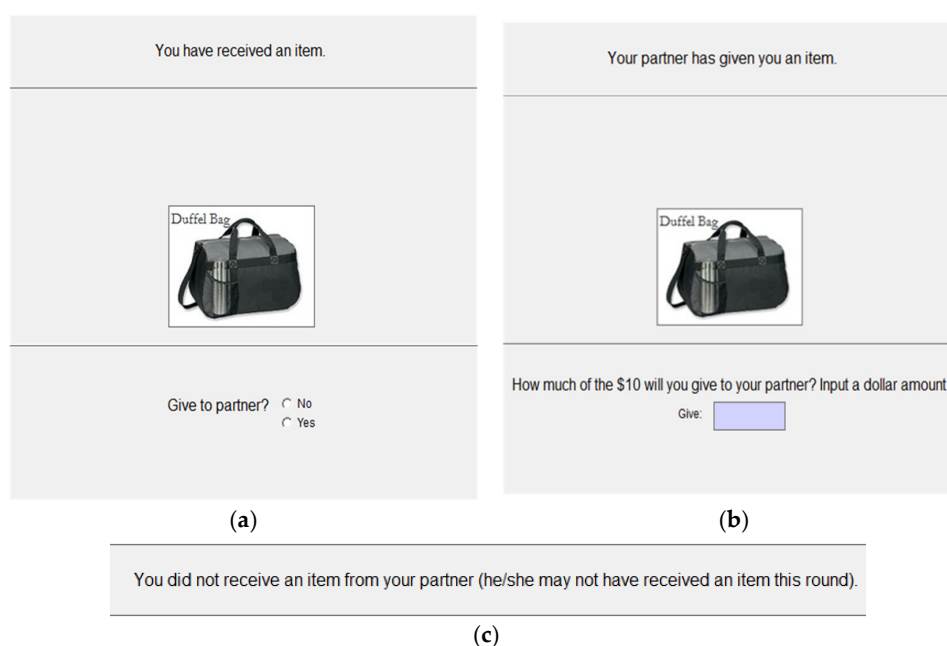 You have received an item.
Duffel Bag
Give to partner?
No
Yes
(a)
Your partner has given you an item.
Duffel Bag
How much of the $10 will you give to your partner? Input a dollar amount
Give:
(b)
You did not receive an item from your partner (he/she may not have received an item this round).
(c)